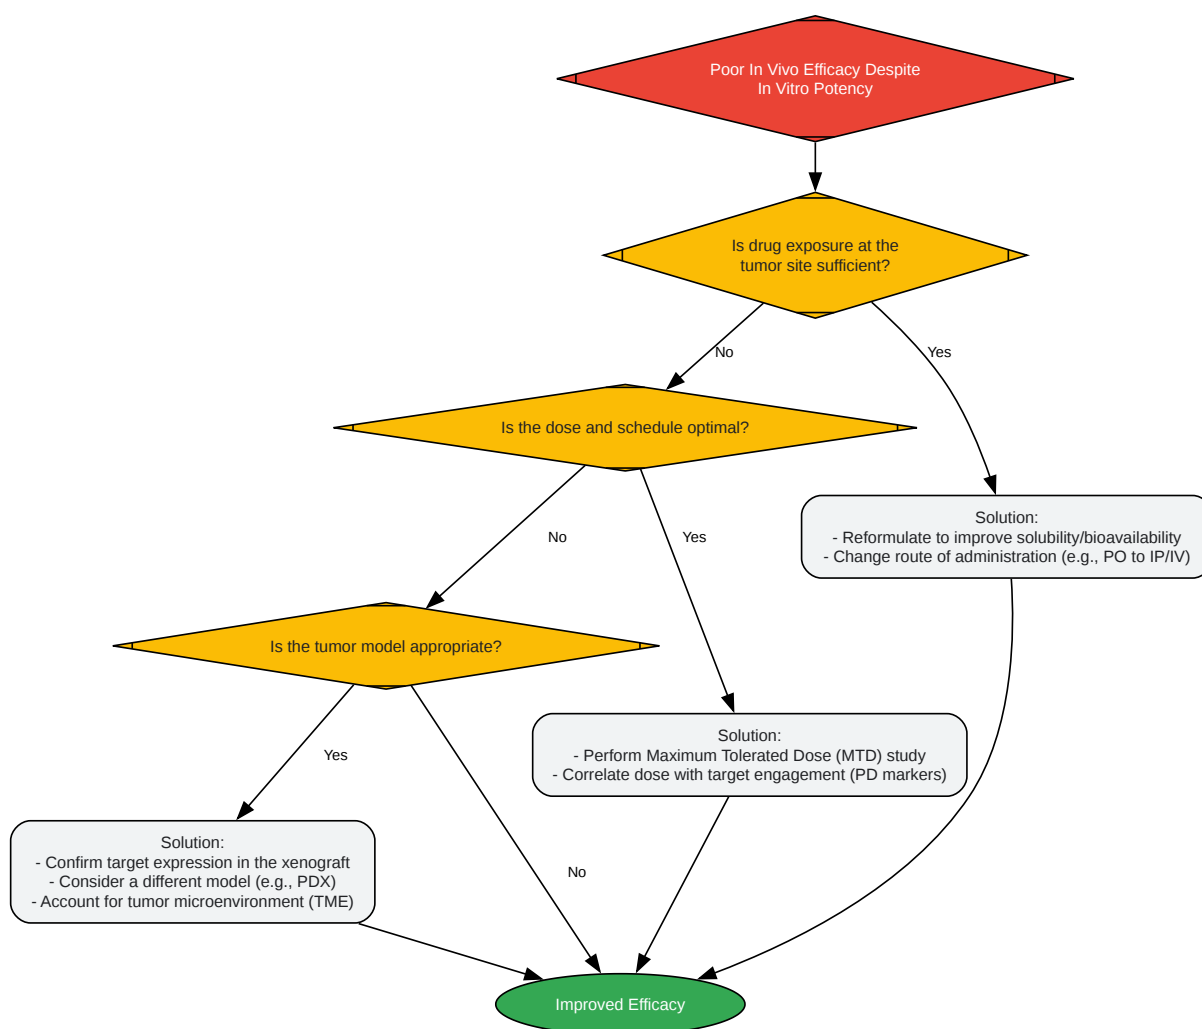 Poor In Vivo Efficacy Despite
In Vitro Potency
Is drug exposure at the
tumor site sufficient?
No
Yes
Is the dose and schedule optimal?
Solution:
- Reformulate to improve solubility/bioavailability
- Change route of administration (e.g., PO to IP/IV)
No
Yes
Is the tumor model appropriate?
Solution:
- Perform Maximum Tolerated Dose (MTD) study
- Correlate dose with target engagement (PD markers)
Yes
No
Solution:
- Confirm target expression in the xenograft
- Consider a different model (e.g., PDX)
- Account for tumor microenvironment (TME)
Improved Efficacy